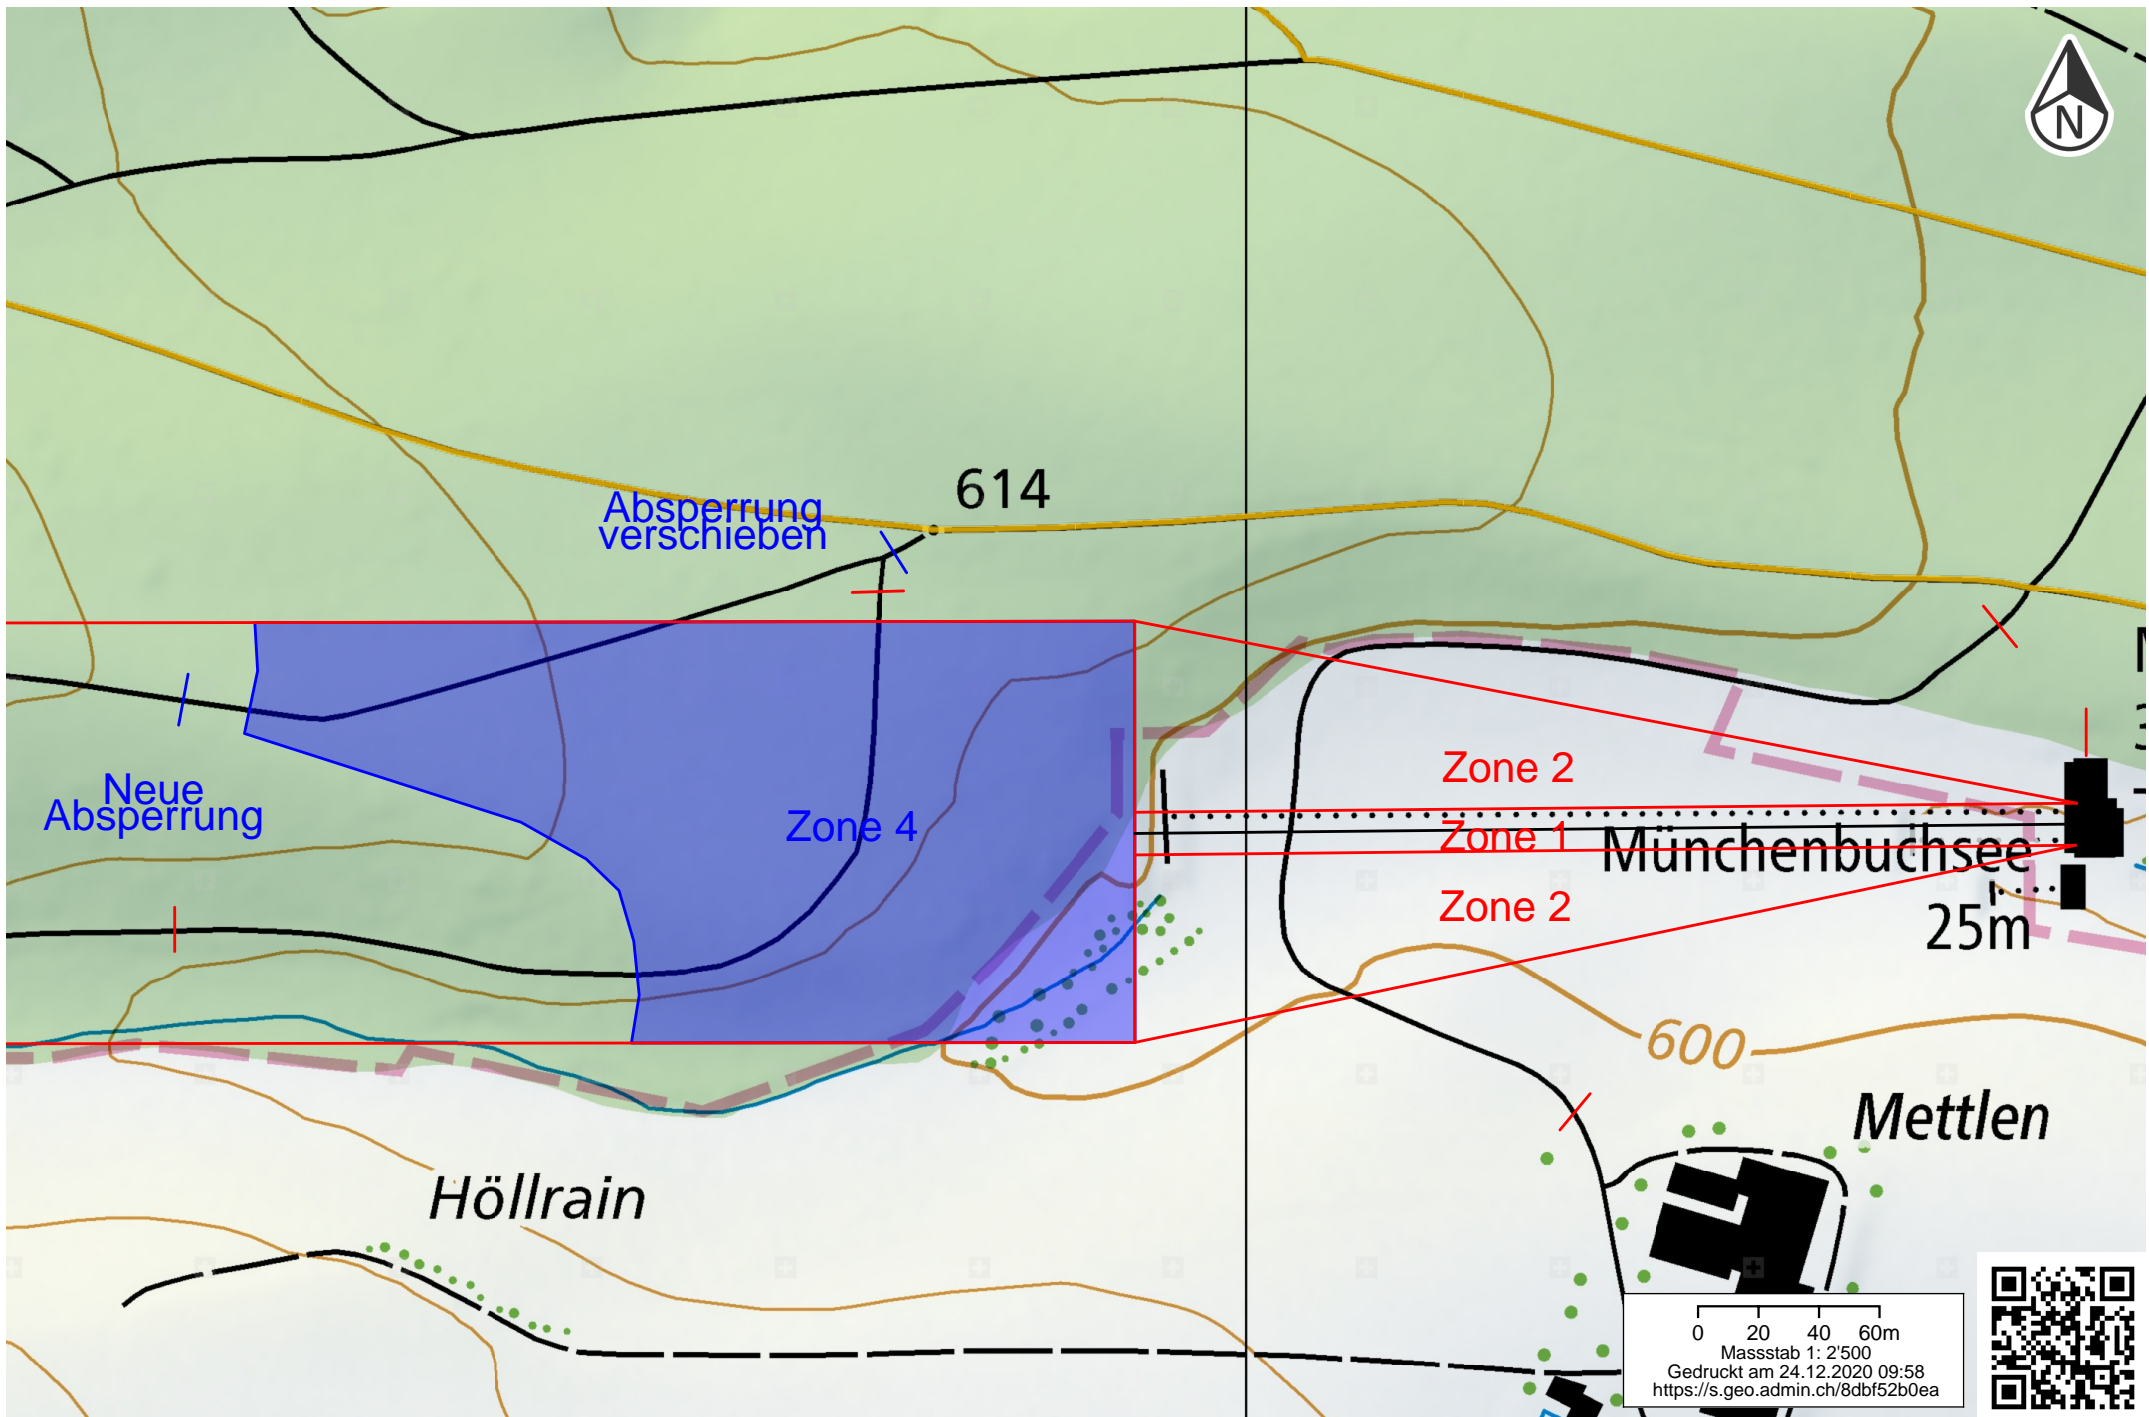 N
614
Absperrung
verschieben
Zone 2
Neue
Absperrung
Zone 4
Zone 1
Münchenbuchsee
Zone 2
25m
600
Mettlen
Höllrain
0 20 40 60m
Massstab 1: 2'500
Gedruckt am 24.12.2020 09:58
https://s.geo.admin.ch/8dbf52b0ea